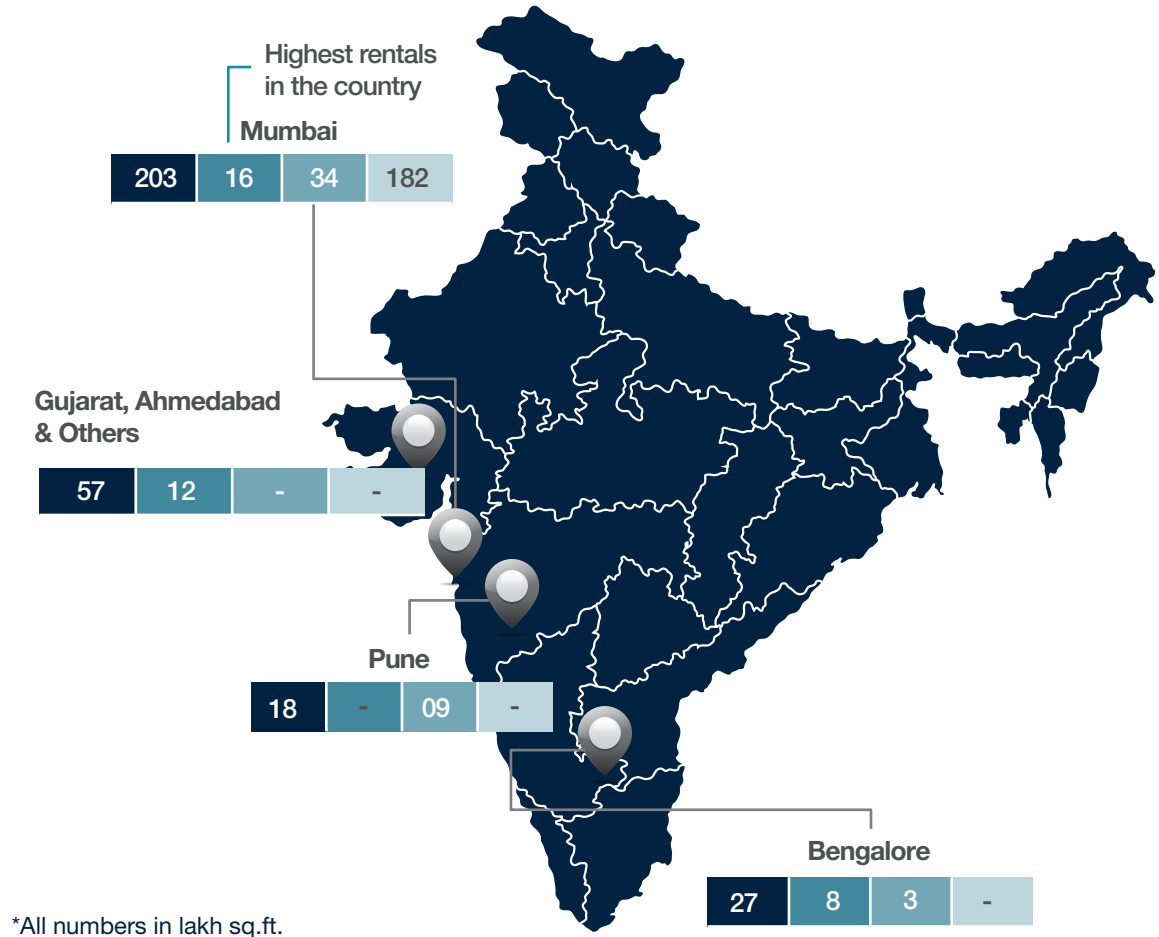 Highest rentals
in the country
Mumbai
203 16 34 182
Gujarat, Ahmedabad
& Others
57 12 - -
Pune
18 - 09 -
Bengalore
27 8 3 -
*All numbers in lakh sq.ft.